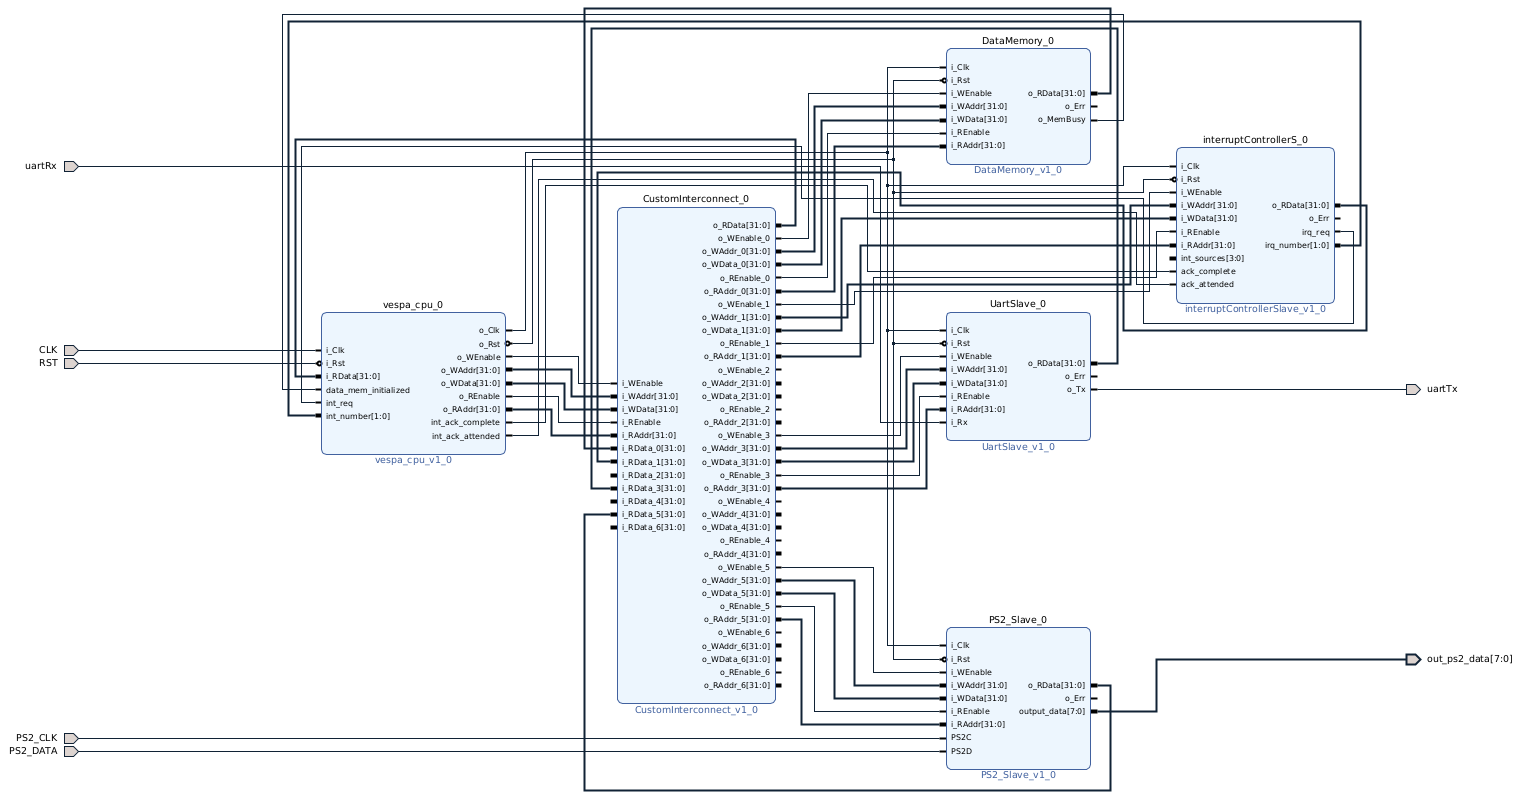 uartRx
CLK
RST
PS2_CLK
PS2_DATA
vespa_cpu_0
i_Clk
i_Rst
i_RData[31:0]
data_mem_initialized
int_req
int_number[1:0]
o_Clk
o_Rst
o_WEnable
o_WAddr[31:0]
o_WData[31:0]
o_REnable
o_RAddr[31:0]
int_ack_complete
int_ack_attended
vespa_cpu_v1_0
CustomInterconnect_0
i_WEnable
i_WAddr[31:0]
i_WData[31:0]
i_REnable
i_RAddr[31:0]
i_RData_0[31:0]
i_RData_1[31:0]
i_RData_2[31:0]
i_RData_3[31:0]
i_RData_4[31:0]
i_RData_5[31:0]
i_RData_6[31:0]
o_RData[31:0]
o_WEnable_0
o_WAddr_0[31:0]
o_WData_0[31:0]
o_REnable_0
o_RAddr_0[31:0]
o_WEnable_1
o_WAddr_1[31:0]
o_WData_1[31:0]
o_REnable_1
o_RAddr_1[31:0]
o_WEnable_2
o_WAddr_2[31:0]
o_WData_2[31:0]
o_REnable_2
o_RAddr_2[31:0]
o_WEnable_3
o_WAddr_3[31:0]
o_WData_3[31:0]
o_REnable_3
o_RAddr_3[31:0]
o_WEnable_4
o_WAddr_4[31:0]
o_WData_4[31:0]
o_REnable_4
o_RAddr_4[31:0]
o_WEnable_5
o_WAddr_5[31:0]
o_WData_5[31:0]
o_REnable_5
o_RAddr_5[31:0]
o_WEnable_6
o_WAddr_6[31:0]
o_WData_6[31:0]
o_REnable_6
o_RAddr_6[31:0]
CustomInterconnect_v1_0
DataMemory_0
i_Clk
i_Rst
i_WEnable
i_WAddr[31:0]
i_WData[31:0]
i_REnable
i_RAddr[31:0]
o_RData[31:0]
o_Err
o_MemBusy
DataMemory_v1_0
interruptControllerS_0
i_Clk
i_Rst
i_WEnable
i_WAddr[31:0]
i_WData[31:0]
i_REnable
i_RAddr[31:0]
int_sources[3:0]
ack_complete
ack_attended
o_RData[31:0]
o_Err
irq_req
irq_number[1:0]
interruptControllerSlave_v1_0
UartSlave_0
i_Clk
i_Rst
i_WEnable
i_WAddr[31:0]
i_WData[31:0]
i_REnable
i_RAddr[31:0]
i_Rx
o_RData[31:0]
o_Err
o_Tx
UartSlave_v1_0
PS2_Slave_0
i_Clk
i_Rst
i_WEnable
i_WAddr[31:0]
i_WData[31:0]
i_REnable
i_RAddr[31:0]
PS2C
PS2D
o_RData[31:0]
o_Err
output_data[7:0]
PS2_Slave_v1_0
uartTx
out_ps2_data[7:0]